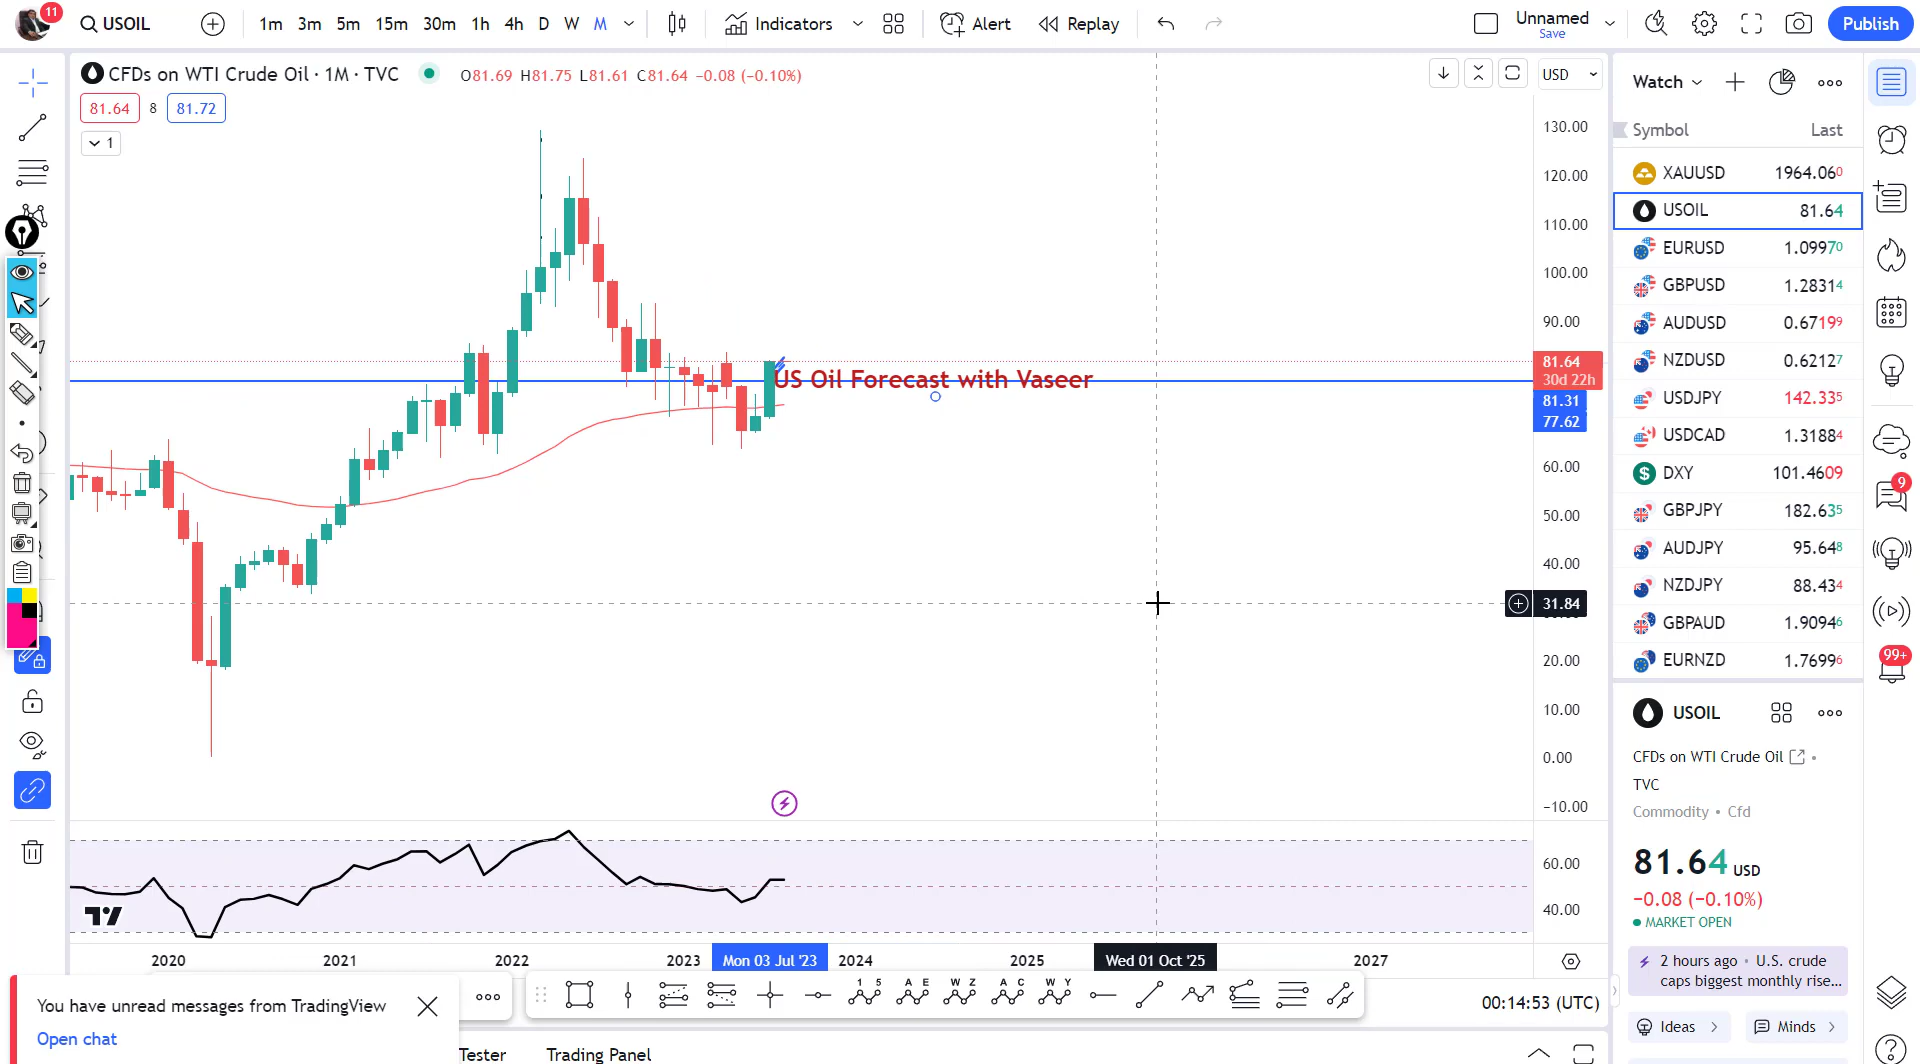 11
USOIL
1m 3m 5m 15m 30m 1h 4h D W M
Indicators
Alert
Replay
Unnamed
Save
Publish
CFDs on WTI Crude Oil · 1M · TVC
O81.69 H81.75 L81.61 C81.64 −0.08 (−0.10%)
81.64 8 81.72
1
USD
130.00
120.00
110.00
100.00
90.00
81.64
30d 22h
81.31
77.62
60.00
50.00
40.00
31.84
20.00
10.00
0.00
−10.00
60.00
40.00
US Oil Forecast with Vaseer
2020 2021 2022 2023 Mon 03 Jul '23 2024 2025 Wed 01 Oct '25 2027
You have unread messages from TradingView
Open chat
1 5
A E
W Z
A C
W Y
00:14:53 (UTC)
Tester
Trading Panel
Watch
Symbol Last
XAUUSD 1964.060
USOIL 81.64
EURUSD 1.09970
GBPUSD 1.28314
AUDUSD 0.67199
NZDUSD 0.62127
USDJPY 142.335
USDCAD 1.31884
DXY 101.4609
GBPJPY 182.635
AUDJPY 95.648
NZDJPY 88.434
GBPAUD 1.90946
EURNZD 1.76996
USOIL
CFDs on WTI Crude Oil
TVC
Commodity • Cfd
81.64 USD
−0.08 (−0.10%)
MARKET OPEN
2 hours ago • U.S. crude
caps biggest monthly rise...
Ideas
Minds
9
99+